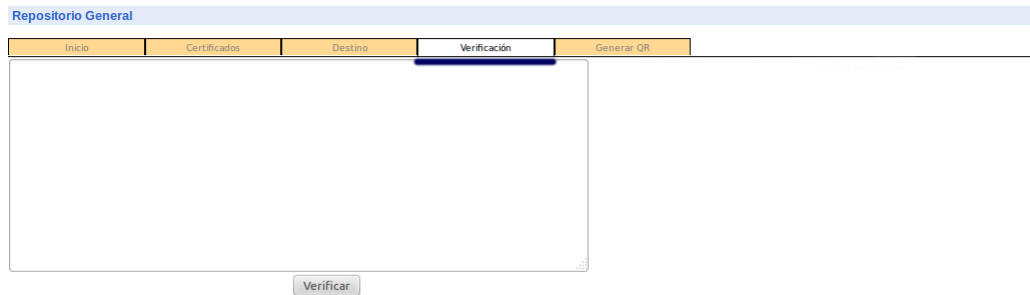 Repositorio General
Inicio Certificados Destino Verificación Generar QR
Verificar